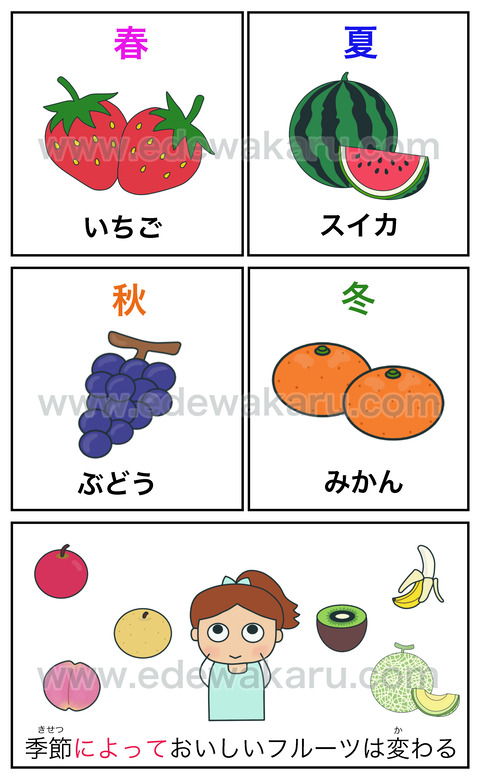 春
夏
www.edewakaru.com
いちご
スイカ
秋
冬
www.edewakaru.com
ぶどう
みかん
www.edewakaru.com
きせつ
か
季節によっておいしいフルーツは変わる